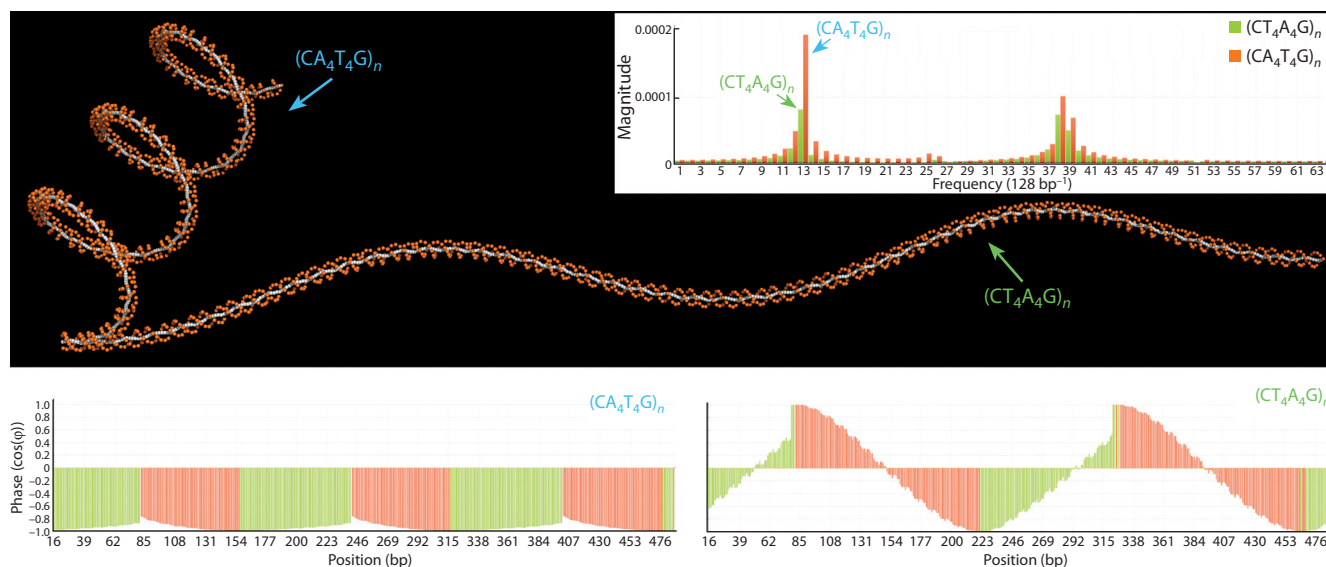 (CA₄T₄G)ₙ
0.0002
0.0001
0
Magnitude
(CT₄A₄G)ₙ
(CA₄T₄G)ₙ
(CT₄A₄G)ₙ
(CA₄T₄G)ₙ
1 3 5 7 9 11 13 15 17 19 21 23 25 27 29 31 33 35 37 39 41 43 45 47 49 51 53 55 57 59 61 63
Frequency (128 bp⁻¹)
(CT₄A₄G)ₙ
(CA₄T₄G)ₙ
Phase (cos(φ))
1.0
0.8
0.6
0.4
0.2
0
−0.2
−0.4
−0.6
−0.8
−1.0
16 39 62 85 108 131 154 177 200 223 246 269 292 315 338 361 384 407 430 453 476
Position (bp)
(CT₄A₄G)ₙ
16 39 62 85 108 131 154 177 200 223 246 269 292 315 338 361 384 407 430 453 476
Position (bp)